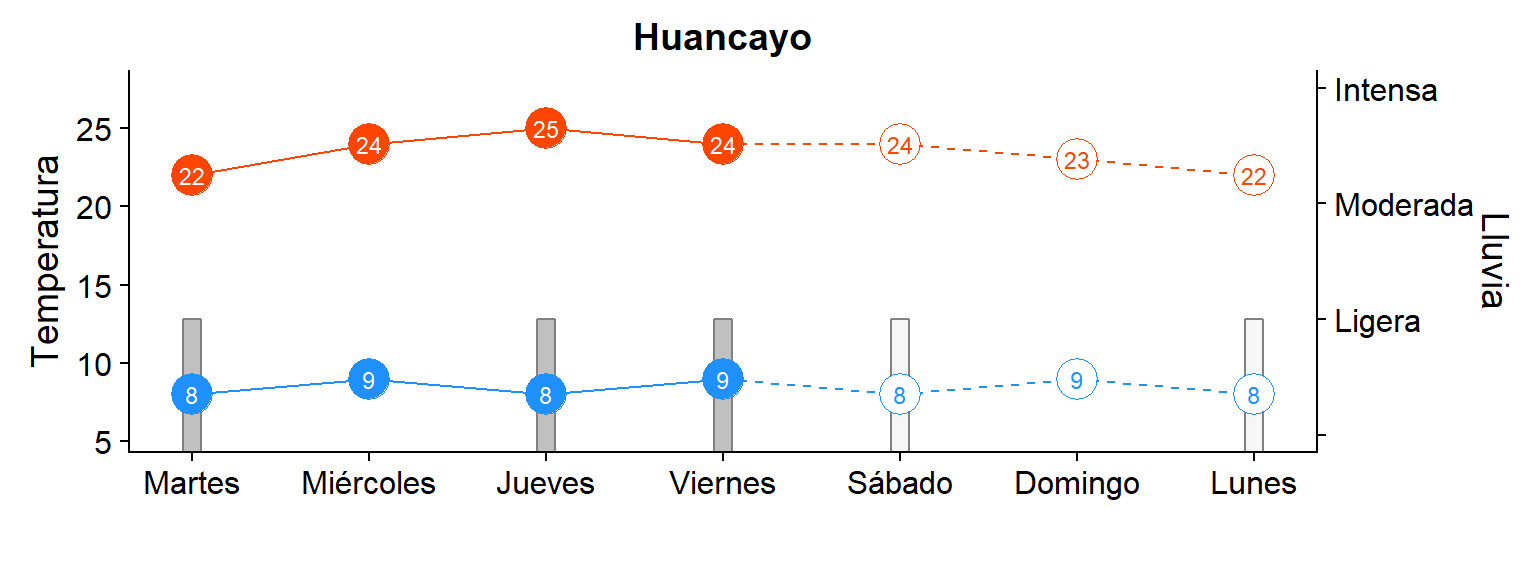 Huancayo
Temperatura
25
20
15
10
5
22
24
25
24
24
23
22
8
9
8
9
8
9
8
Intensa
Moderada
Ligera
Lluvia
Martes Miércoles Jueves Viernes Sábado Domingo Lunes